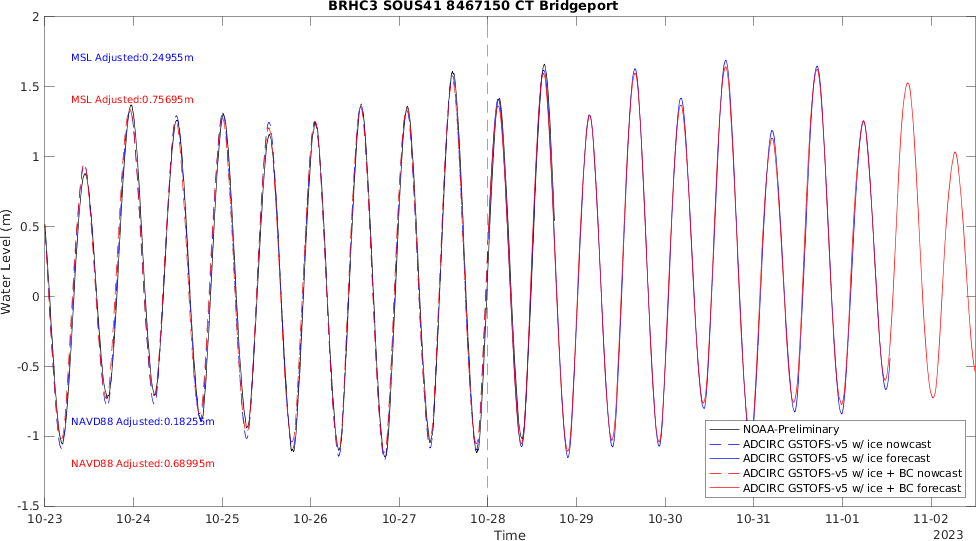 BRHC3 SOUS41 8467150 CT Bridgeport
2
1.5
1
0.5
0
-0.5
-1
-1.5
Water Level (m)
MSL Adjusted:0.24955m
MSL Adjusted:0.75695m
NAVD88 Adjusted:0.18255m
NAVD88 Adjusted:0.68995m
NOAA-Preliminary
ADCIRC GSTOFS-v5 w/ ice nowcast
ADCIRC GSTOFS-v5 w/ ice forecast
ADCIRC GSTOFS-v5 w/ ice + BC nowcast
ADCIRC GSTOFS-v5 w/ ice + BC forecast
10-23 10-24 10-25 10-26 10-27 10-28 10-29 10-30 10-31 11-01 11-02
Time
2023